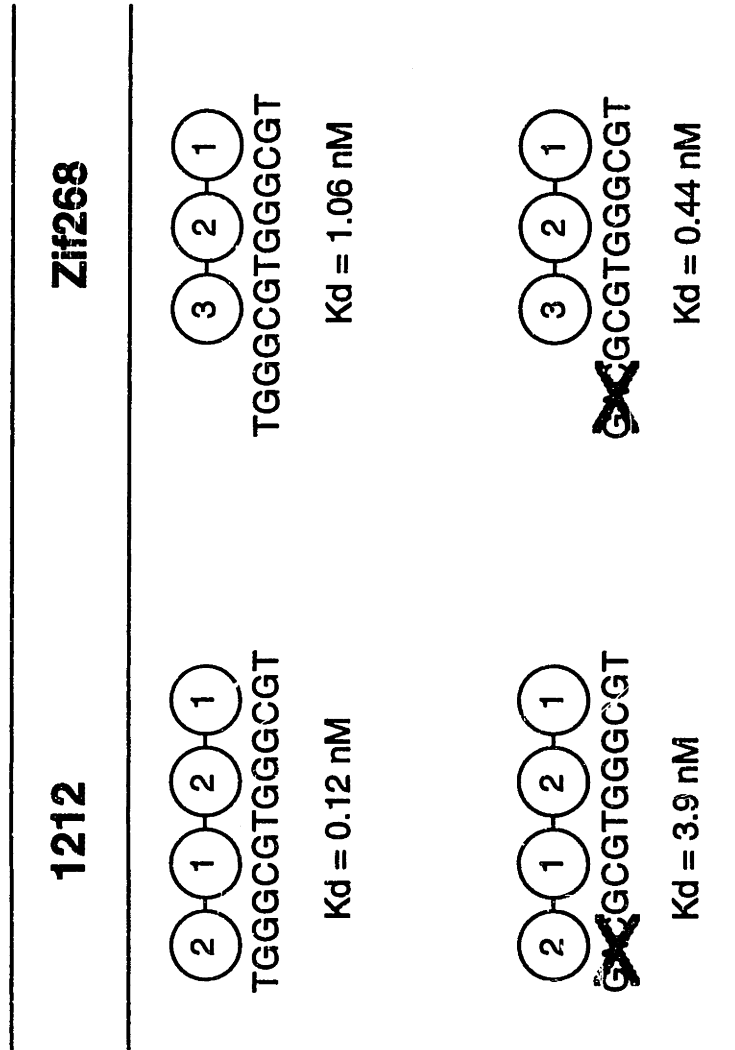 1212 Zif268
2 1 2 1
TGGGCGTGGGCGT
Kd = 0.12 nM
3 2 1
TGGGCGTGGGCGT
Kd = 1.06 nM
2 1 2 1
GCGTGGGCGT
Kd = 3.9 nM
3 2 1
GCGTGGGCGT
Kd = 0.44 nM